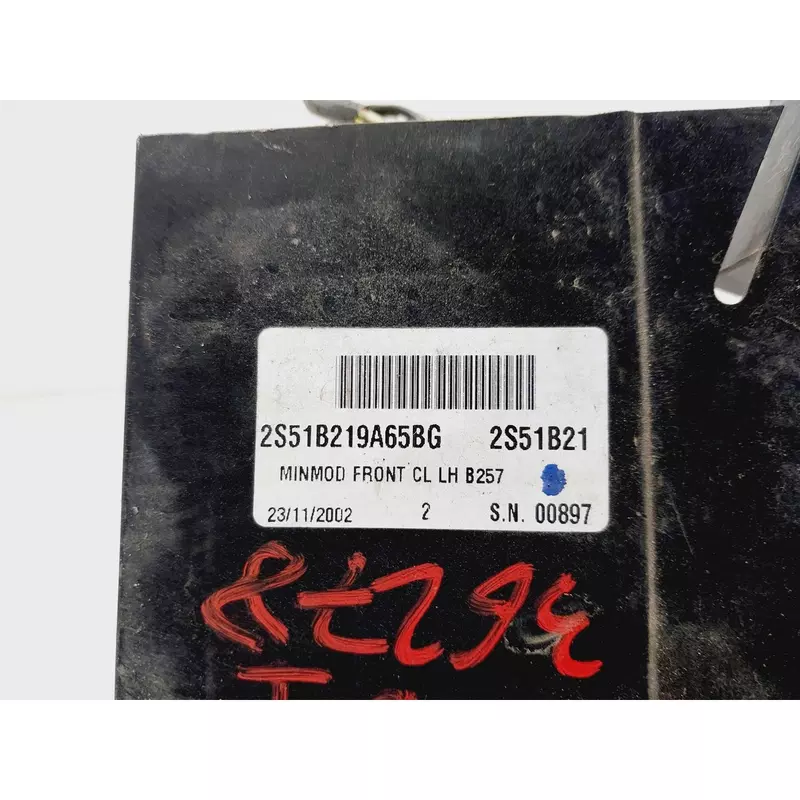 2S51B219A65BG 2S51B21
MINMOD FRONT CL LH B257
23/11/2002 2 S.N. 00897